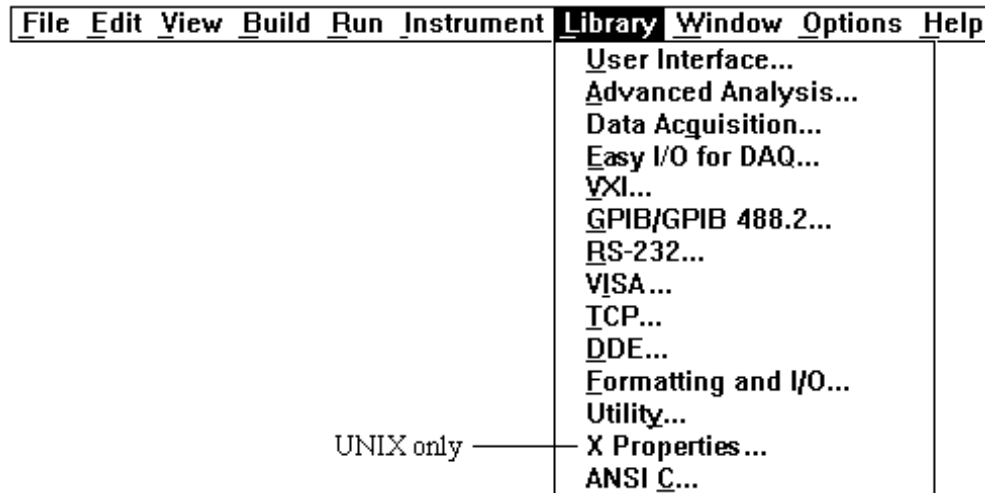 File Edit View Build Run Instrument Library Window Options Help
User Interface...
Advanced Analysis...
Data Acquisition...
Easy I/O for DAQ...
VXI...
GPIB/GPIB 488.2...
RS-232...
VISA...
TCP...
DDE...
Formatting and I/O...
Utility...
UNIX only X Properties...
ANSI C...